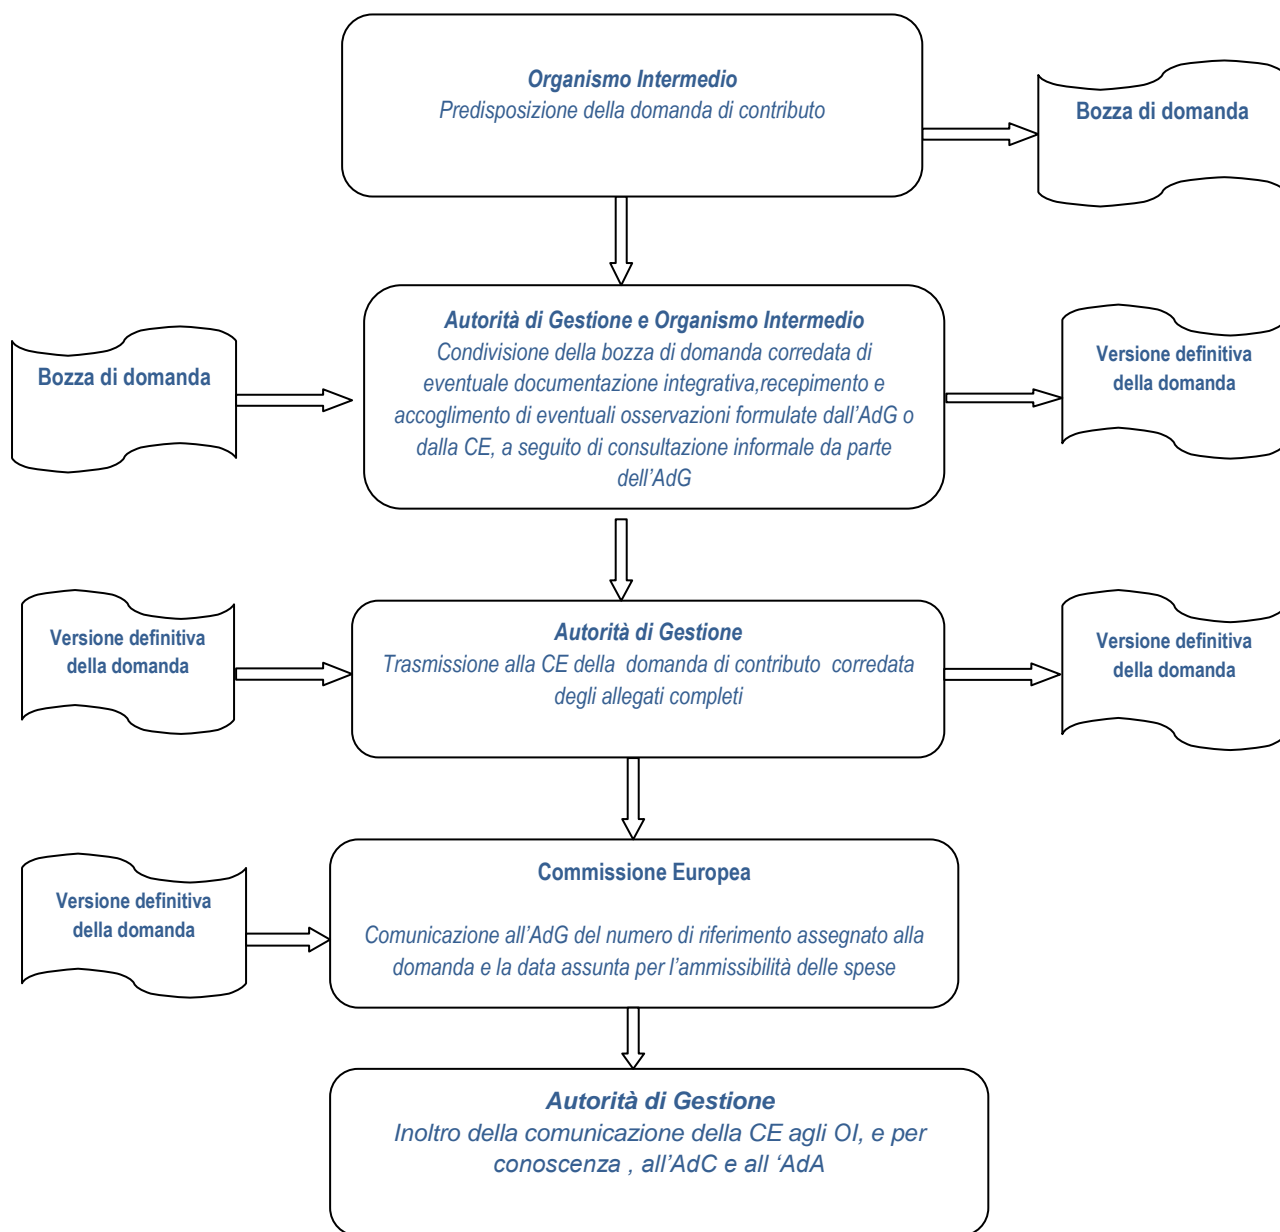 Organismo Intermedio
Predisposizione della domanda di contributo
Bozza di domanda
Autorità di Gestione e Organismo Intermedio
Condivisione della bozza di domanda corredata di
eventuale documentazione integrativa,recepimento e
accoglimento di eventuali osservazioni formulate dall’AdG o
dalla CE, a seguito di consultazione informale da parte
dell’AdG
Bozza di domanda
Versione definitiva
della domanda
Versione definitiva
della domanda
Autorità di Gestione
Trasmissione alla CE della domanda di contributo corredata
degli allegati completi
Versione definitiva
della domanda
Versione definitiva
della domanda
Commissione Europea
Comunicazione all’AdG del numero di riferimento assegnato alla
domanda e la data assunta per l’ammissibilità delle spese
Autorità di Gestione
Inoltro della comunicazione della CE agli OI, e per
conoscenza , all’AdC e all ‘AdA